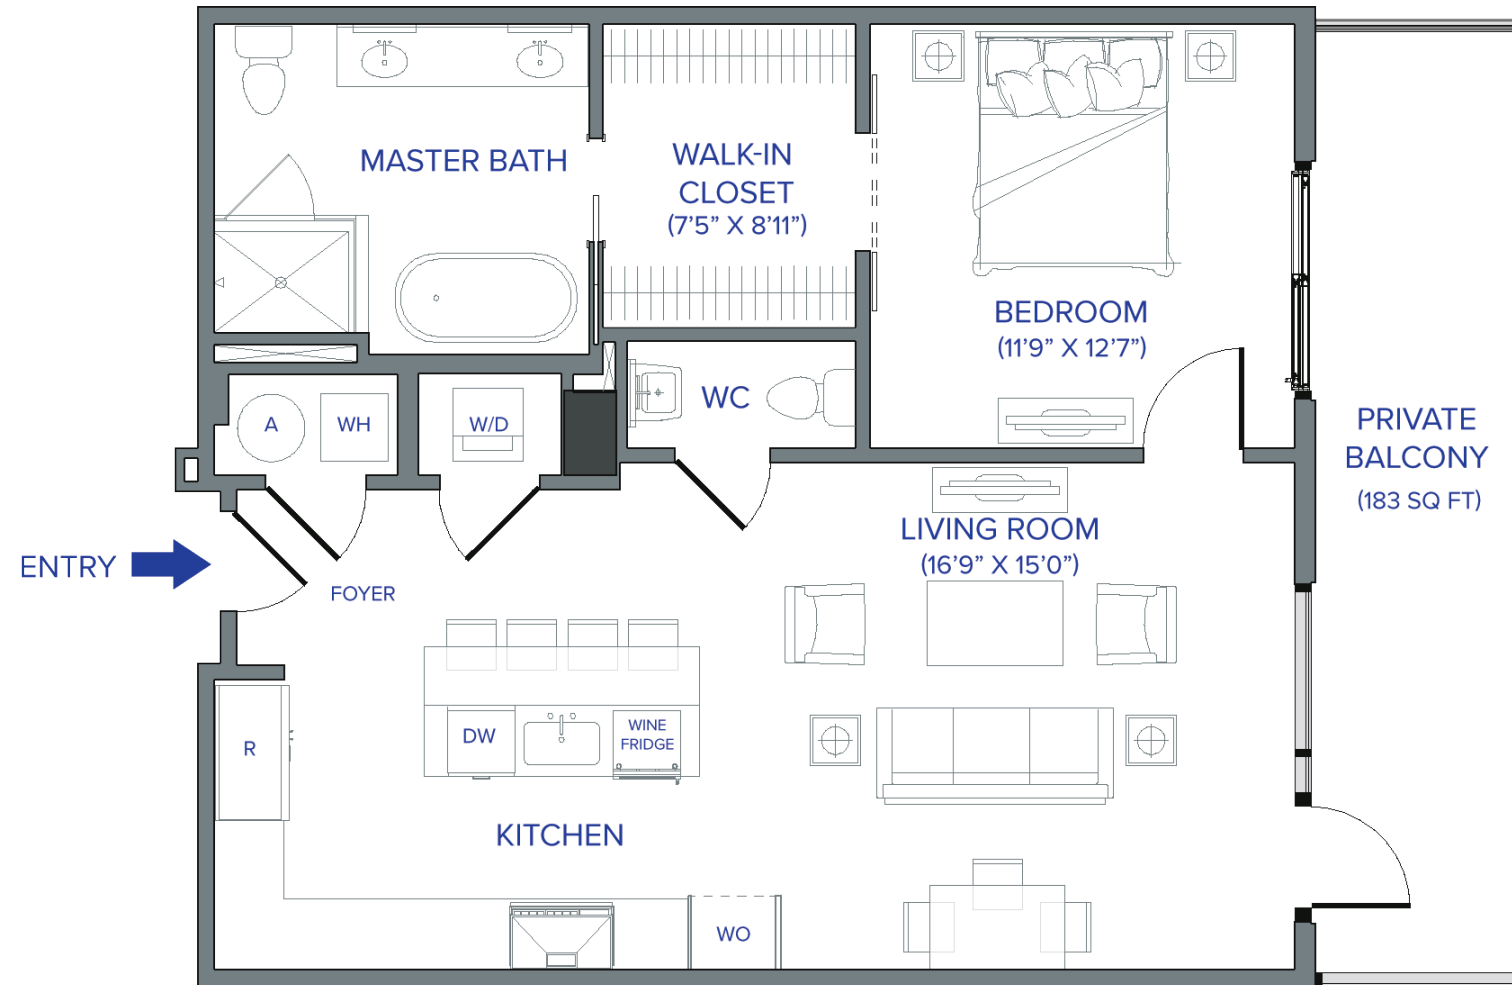 MASTER BATH
WALK-IN
CLOSET
(7'5” X 8'11”)
BEDROOM
(11'9” X 12'7”)
A
WH
W/D
WC
PRIVATE
BALCONY
(183 SQ FT)
LIVING ROOM
(16'9” X 15'0”)
ENTRY
FOYER
R
DW
WINE
FRIDGE
KITCHEN
WO